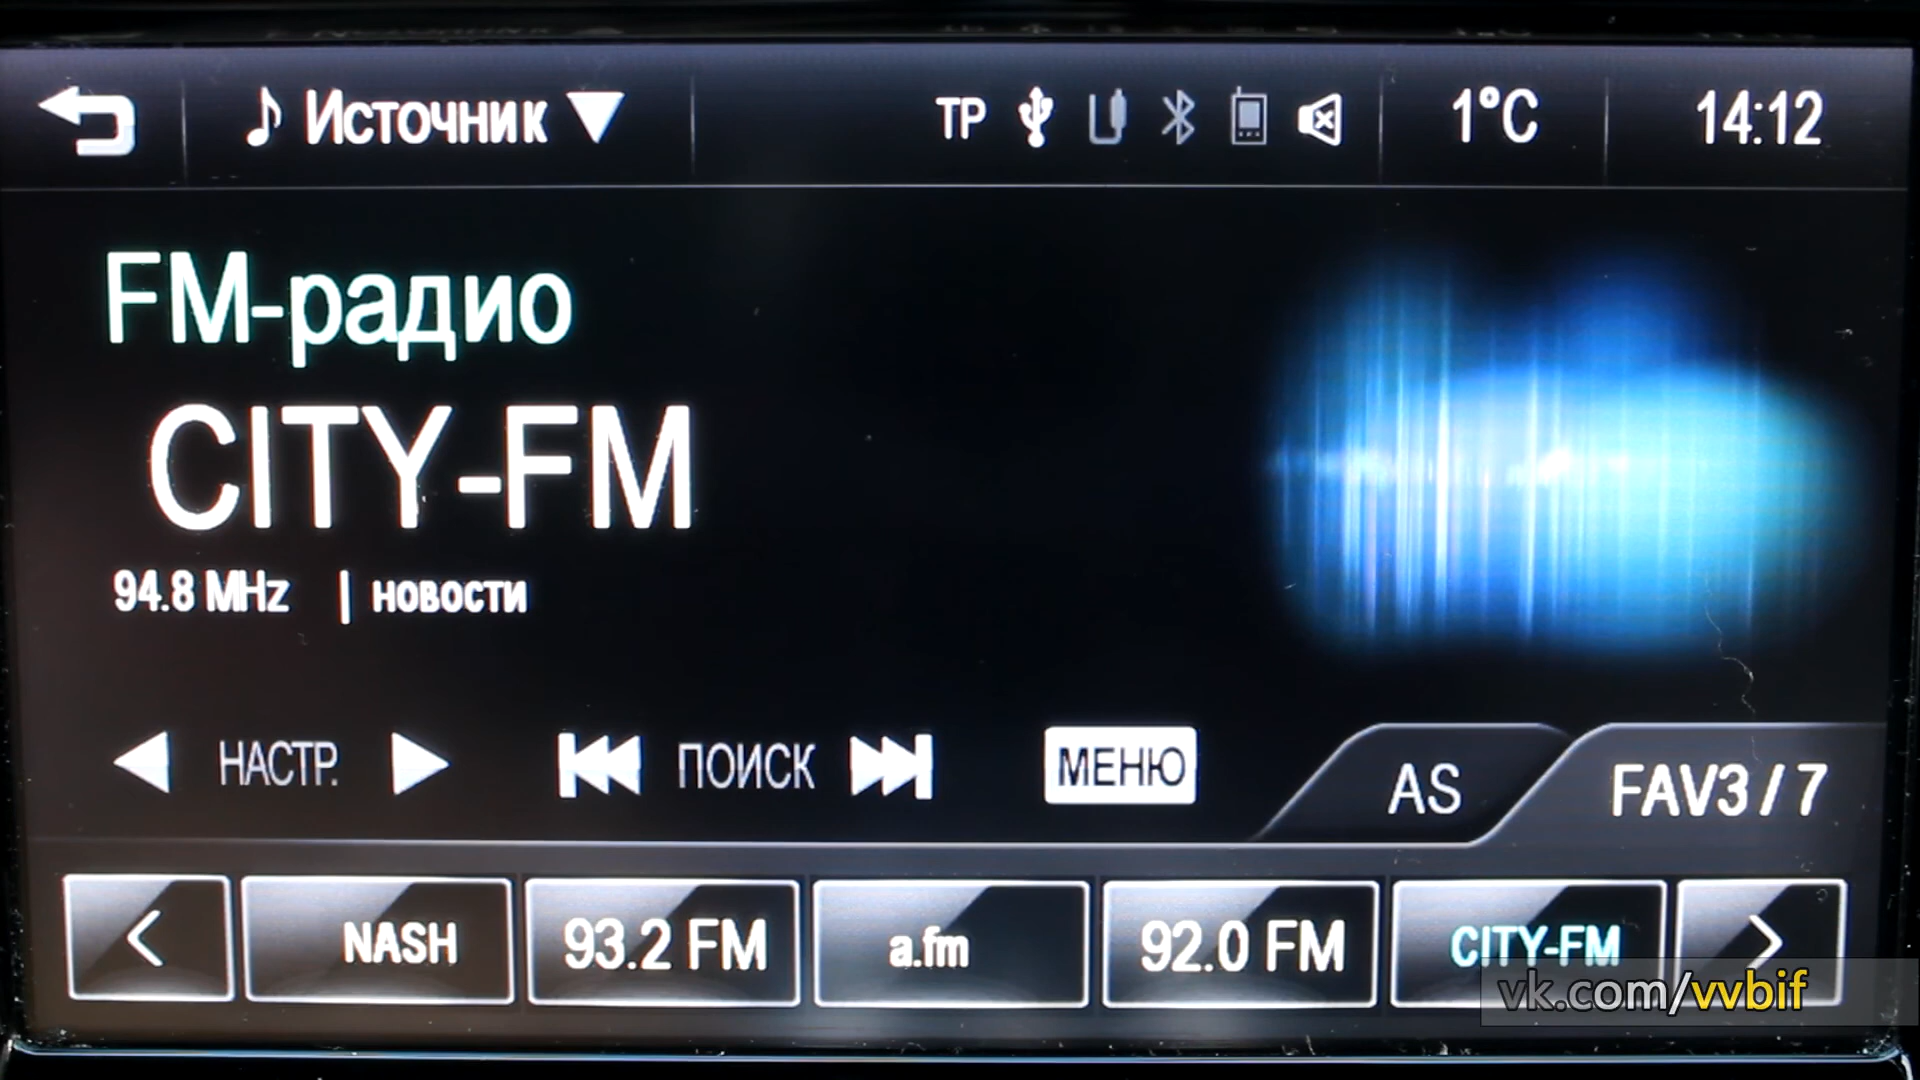 Источник TP 1°C 14:12
FM-радио
CITY-FM
94.8 MHz | новости
НАСТР. ПОИСК МЕНЮ AS FAV3 / 7
NASH 93.2 FM a.fm 92.0 FM CITY-FM
vk.com/vvbif